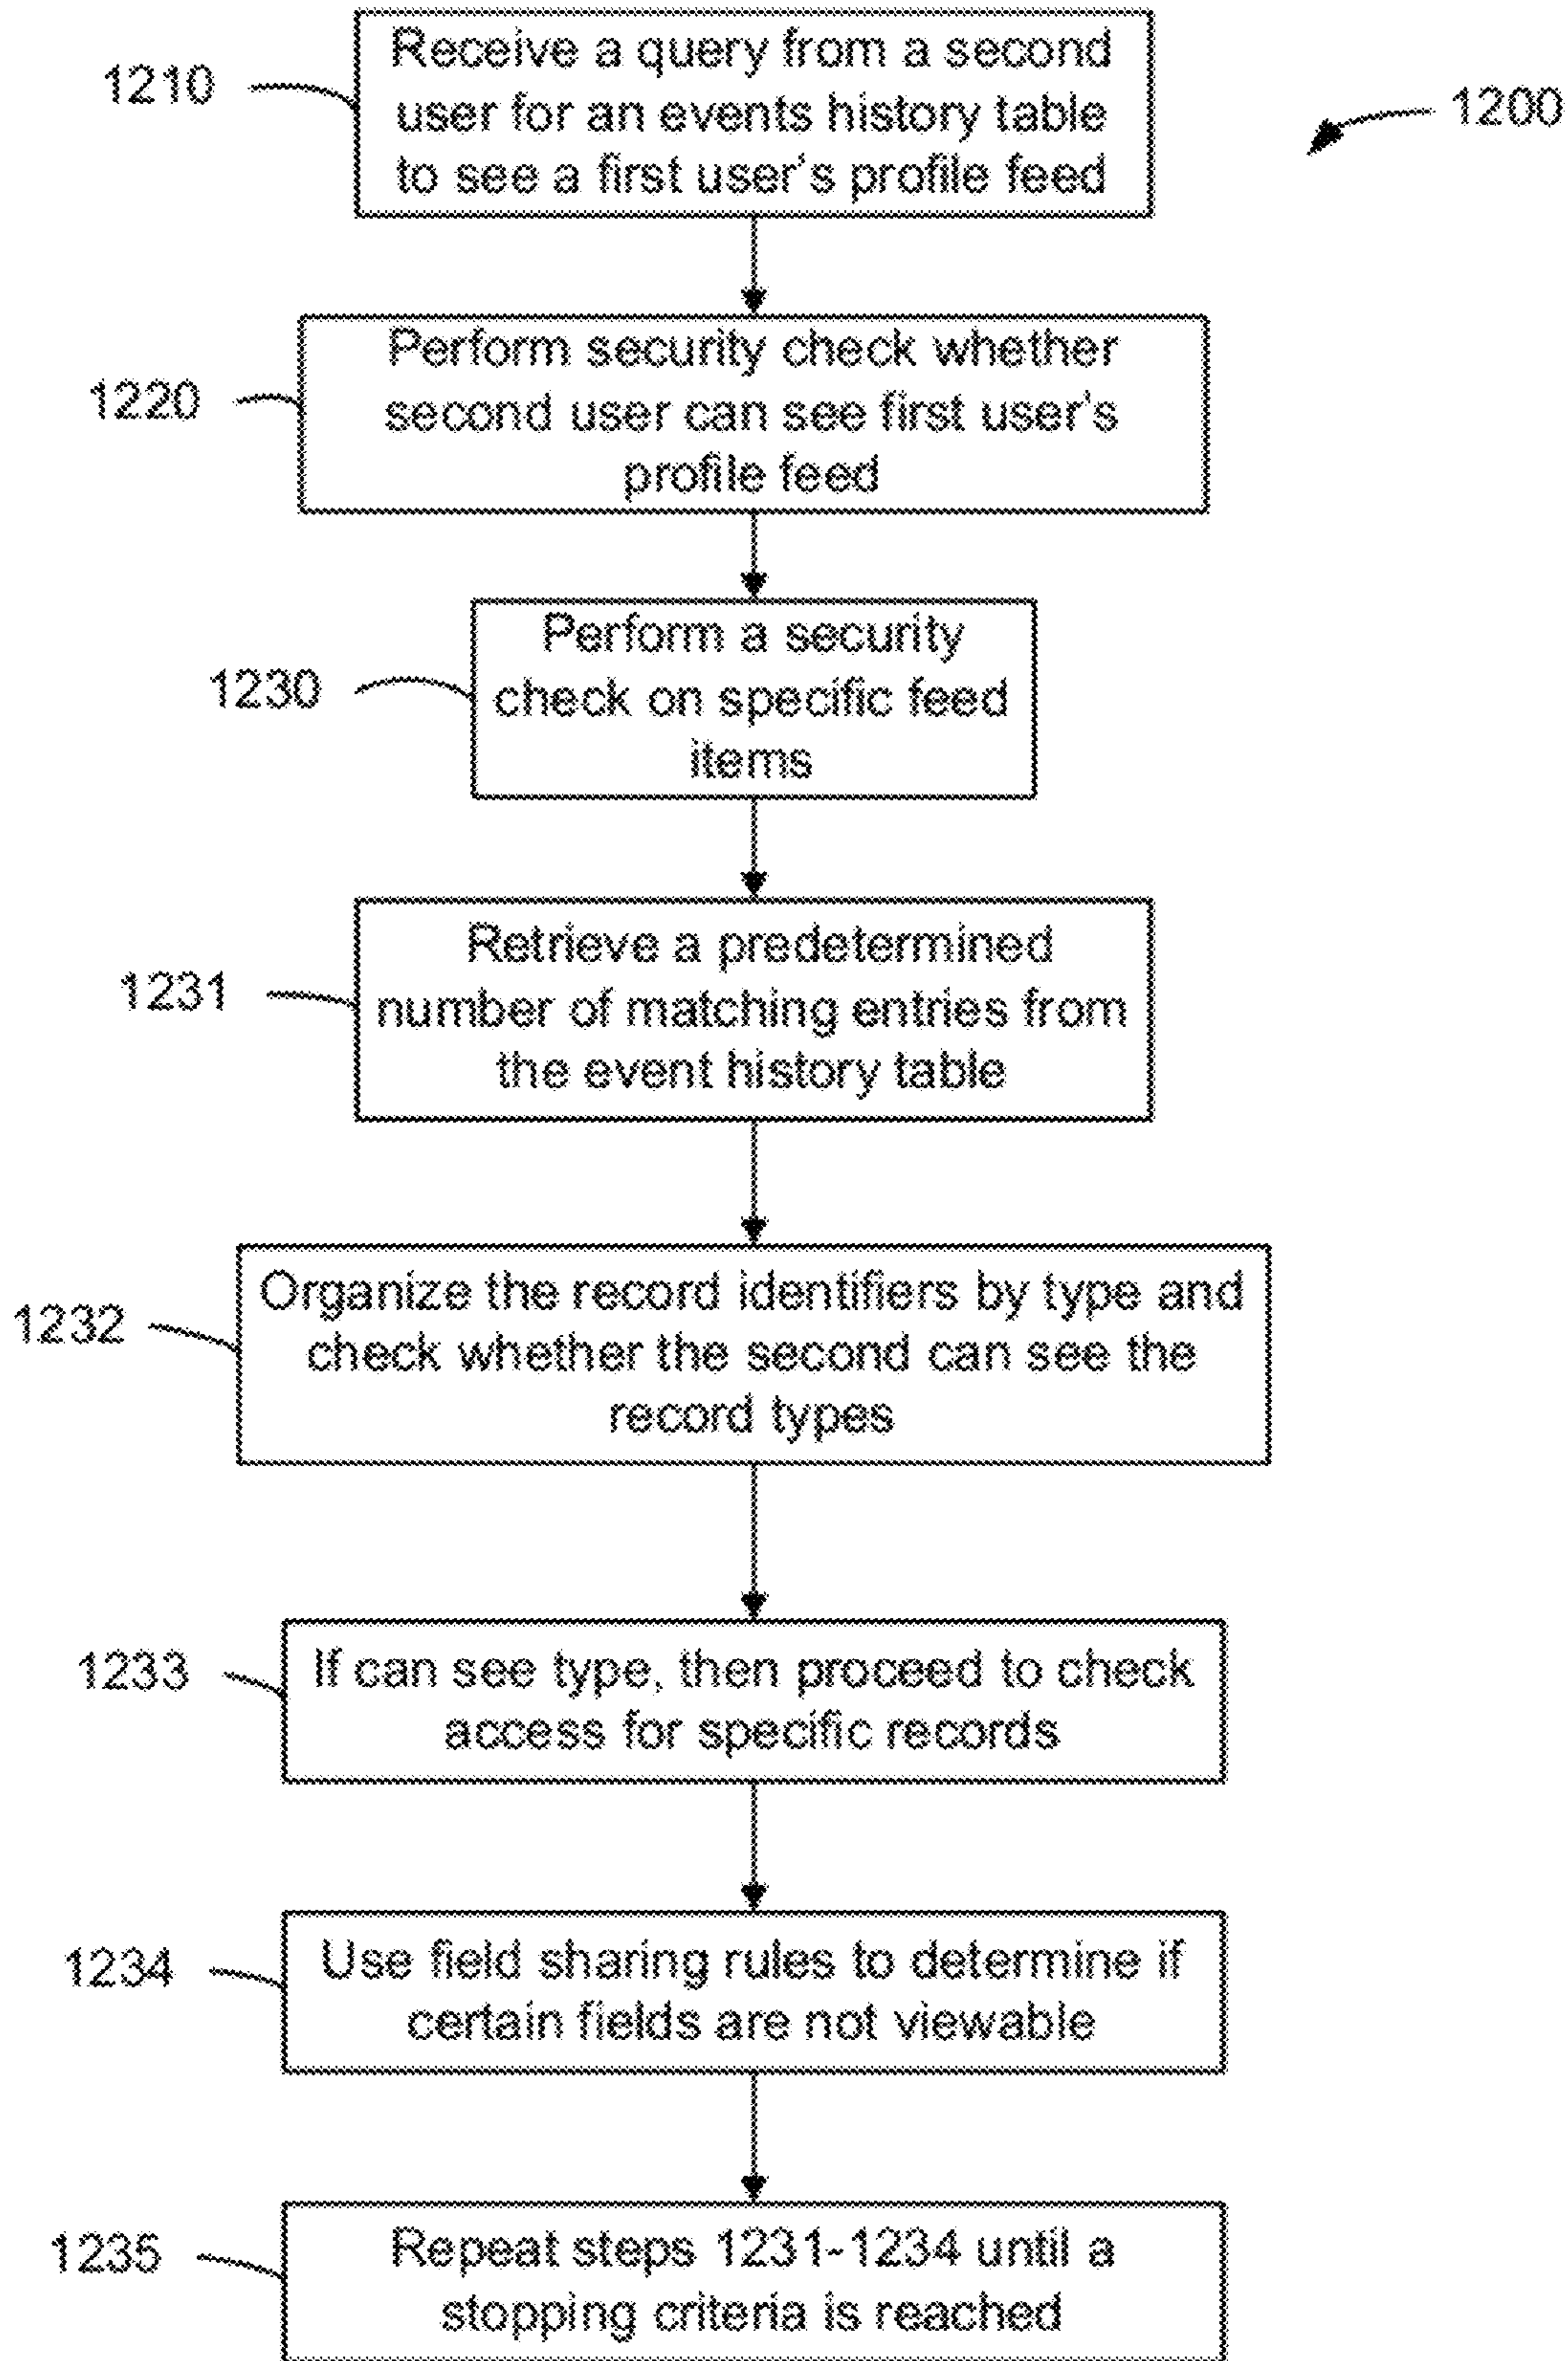 1200
1210
Receive a query from a second
user for an events history table
to see a first user's profile feed
1220
Perform security check whether
second user can see first user's
profile feed
1230
Perform a security
check on specific feed
items
1231
Retrieve a predetermined
number of matching entries from
the event history table
1232
Organize the record identifiers by type and
check whether the second can see the
record types
1233
If can see type, then proceed to check
access for specific records
1234
Use field sharing rules to determine if
certain fields are not viewable
1235
Repeat steps 1231-1234 until a
stopping criteria is reached